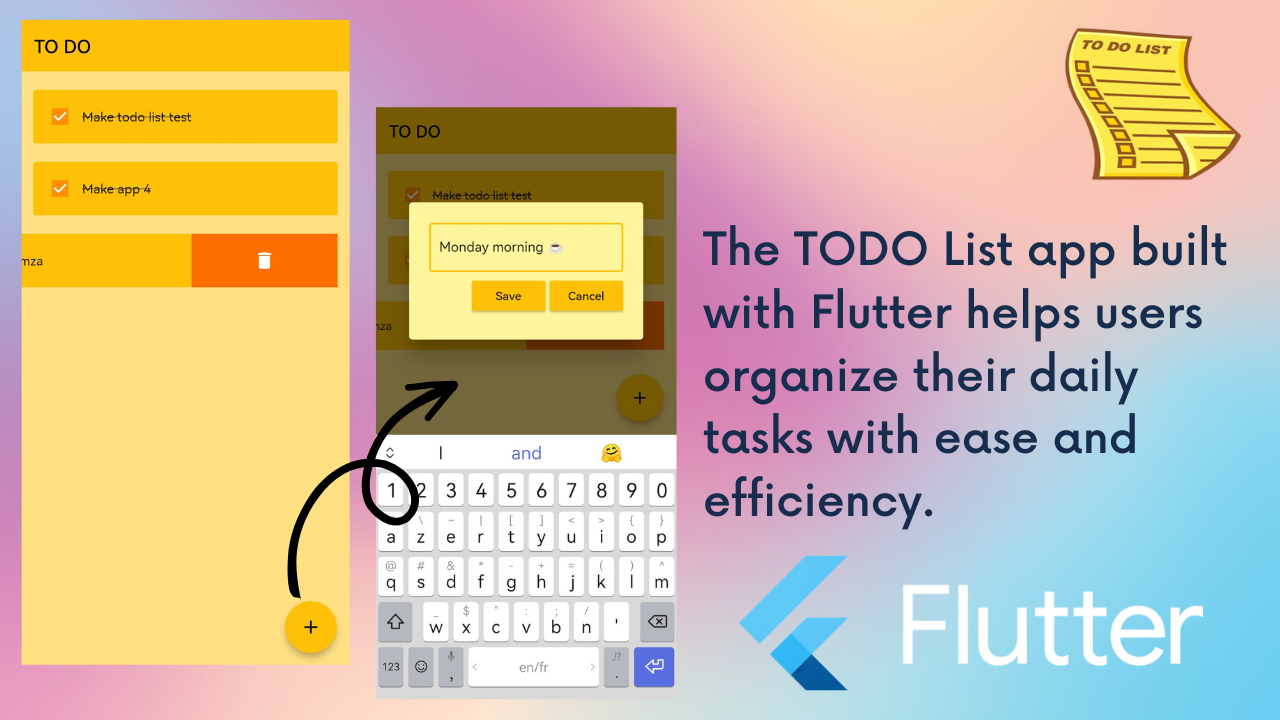 TO DO
Make todo list test
Make app 4
mza
+
TO DO
Make todo list test
Monday morning ☕
Save Cancel
nza
+
I and 🤗
1 2 3 4 5 6 7 8 9 0
\ ~ | [ ] < > { }
a z e r t y u i o p
@ # & * - + = ( ) ^
q s d f g h j k l m
_ $ " : ; /
w x c v b n '
123 , < en/fr > ,!? .
TO DO LIST
The TODO List app built
with Flutter helps users
organize their daily
tasks with ease and
efficiency.
Flutter